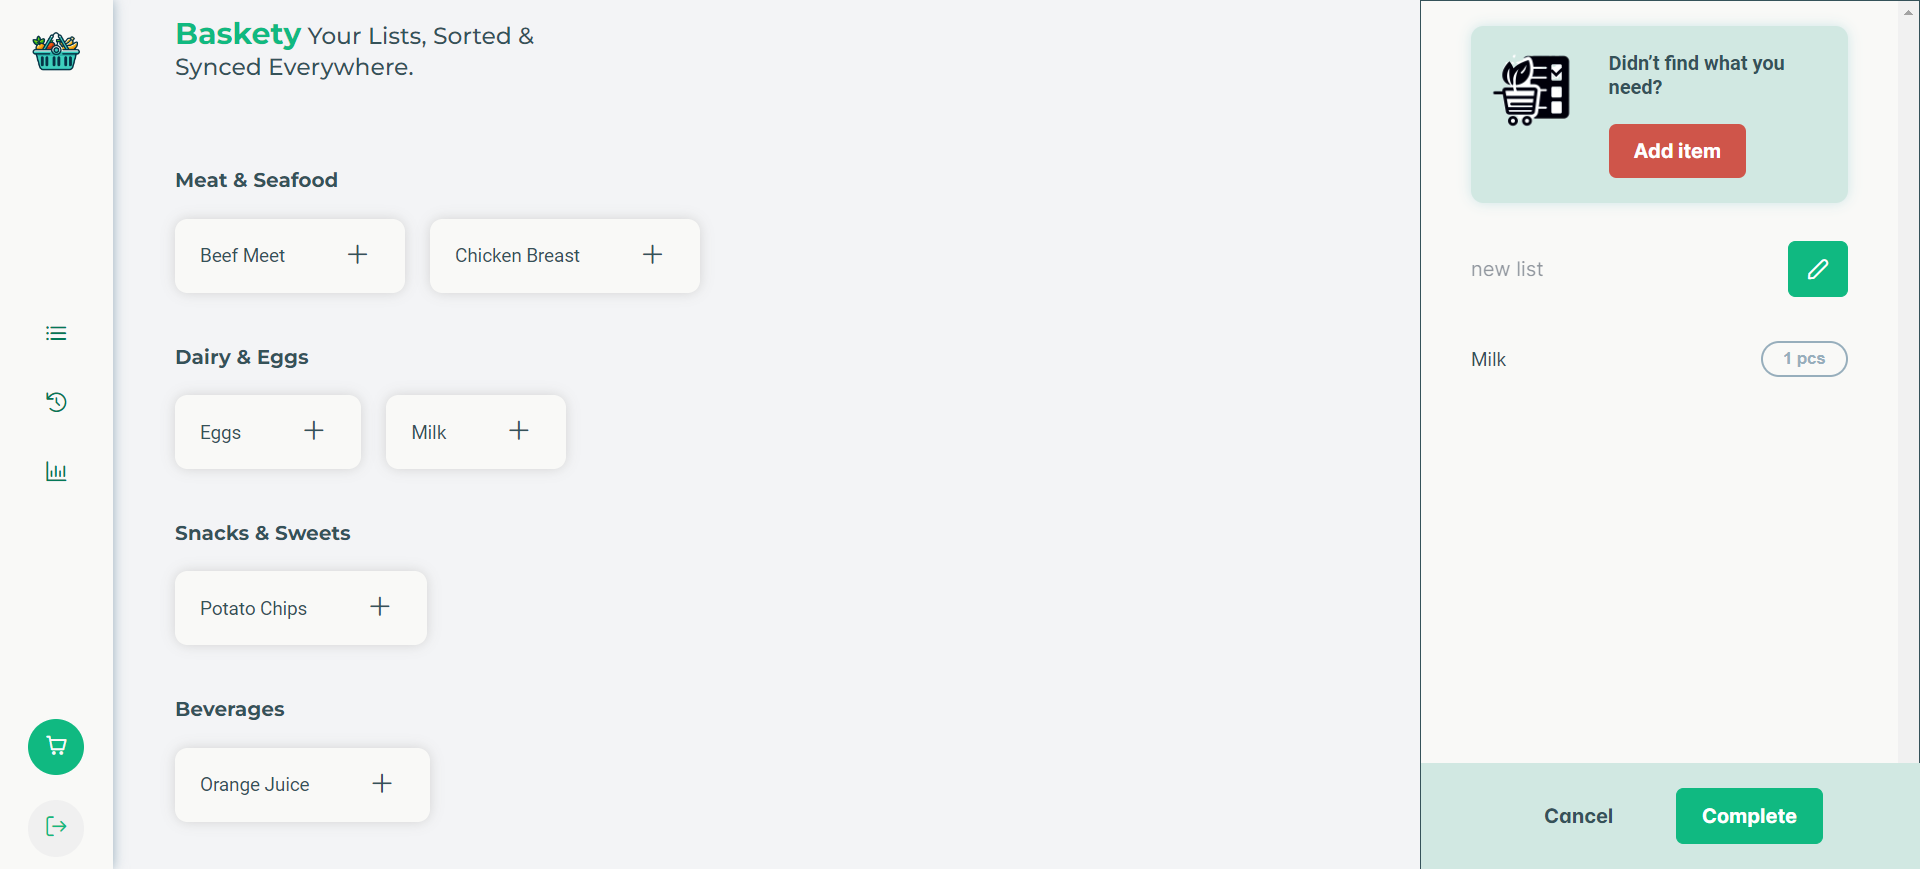 Baskety Your Lists, Sorted &
Synced Everywhere.
Meat & Seafood
Beef Meet
Chicken Breast
Dairy & Eggs
Eggs
Milk
Snacks & Sweets
Potato Chips
Beverages
Orange Juice
Didn’t find what you
need?
Add item
new list
Milk
1 pcs
Cancel
Complete